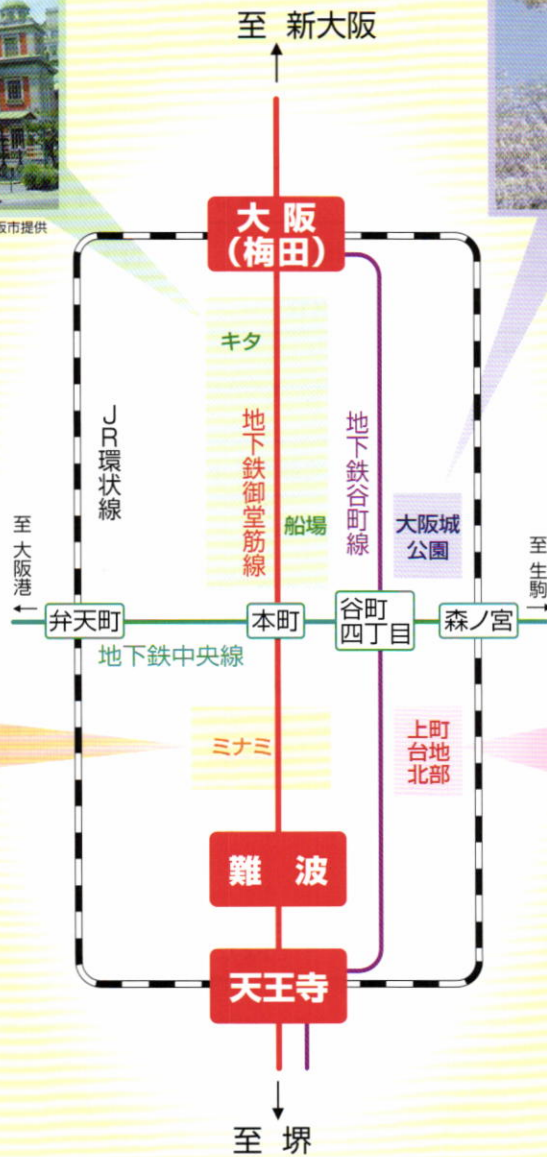 至 新大阪
阪市提供
大阪
(梅田)
キタ
JR環状線
地下鉄御堂筋線
地下鉄谷町線
船場
大阪城
公園
至 大阪港
至 生駒
弁天町
本町
谷町
四丁目
森ノ宮
地下鉄中央線
ミナミ
上町
台地
北部
難波
天王寺
至 堺